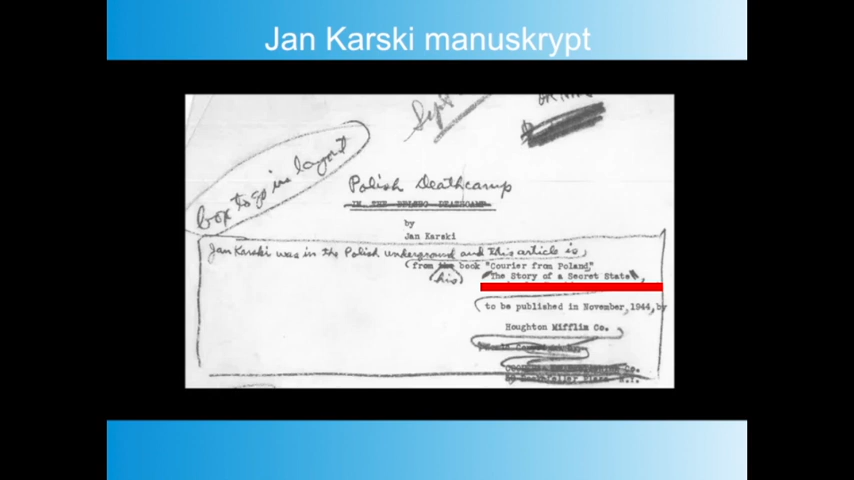 Jan Karski manuskrypt
Sept
box to go in layout
Polish Deathcamp
IN THE BELZEC DEATHCAMP
by
Jan Karski
Jan Karski was in the Polish underground and this article is,
(from the book "Courier from Poland,"
his
"The Story of a Secret State",
to be published in November, 1944, by
Houghton Mifflin Co.